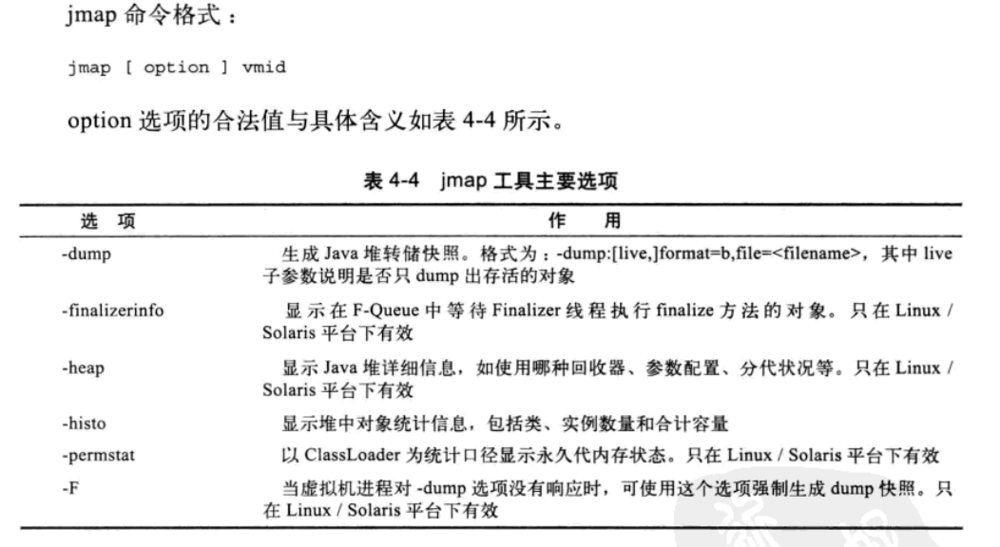 jmap 命令格式：
jmap [ option ] vmid
option 选项的合法值与具体含义如表 4-4 所示。
表 4-4 jmap 工具主要选项
选 项 作 用
-dump 生成 Java 堆转储快照。格式为：-dump:[live,]format=b,file=<filename>，其中 live
子参数说明是否只 dump 出存活的对象
-finalizerinfo 显示在 F-Queue 中等待 Finalizer 线程执行 finalize 方法的对象。只在 Linux /
Solaris 平台下有效
-heap 显示 Java 堆详细信息，如使用哪种回收器、参数配置、分代状况等。只在 Linux /
Solaris 平台下有效
-histo 显示堆中对象统计信息，包括类、实例数量和合计容量
-permstat 以 ClassLoader 为统计口径显示永久代内存状态。只在 Linux / Solaris 平台下有效
-F 当虚拟机进程对 -dump 选项没有响应时，可使用这个选项强制生成 dump 快照。只
在 Linux / Solaris 平台下有效